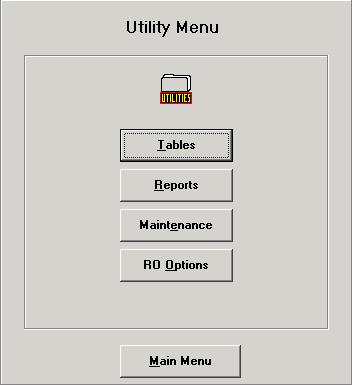 Utility Menu
UTILITIES
Tables
Reports
Maintenance
RO Options
Main Menu